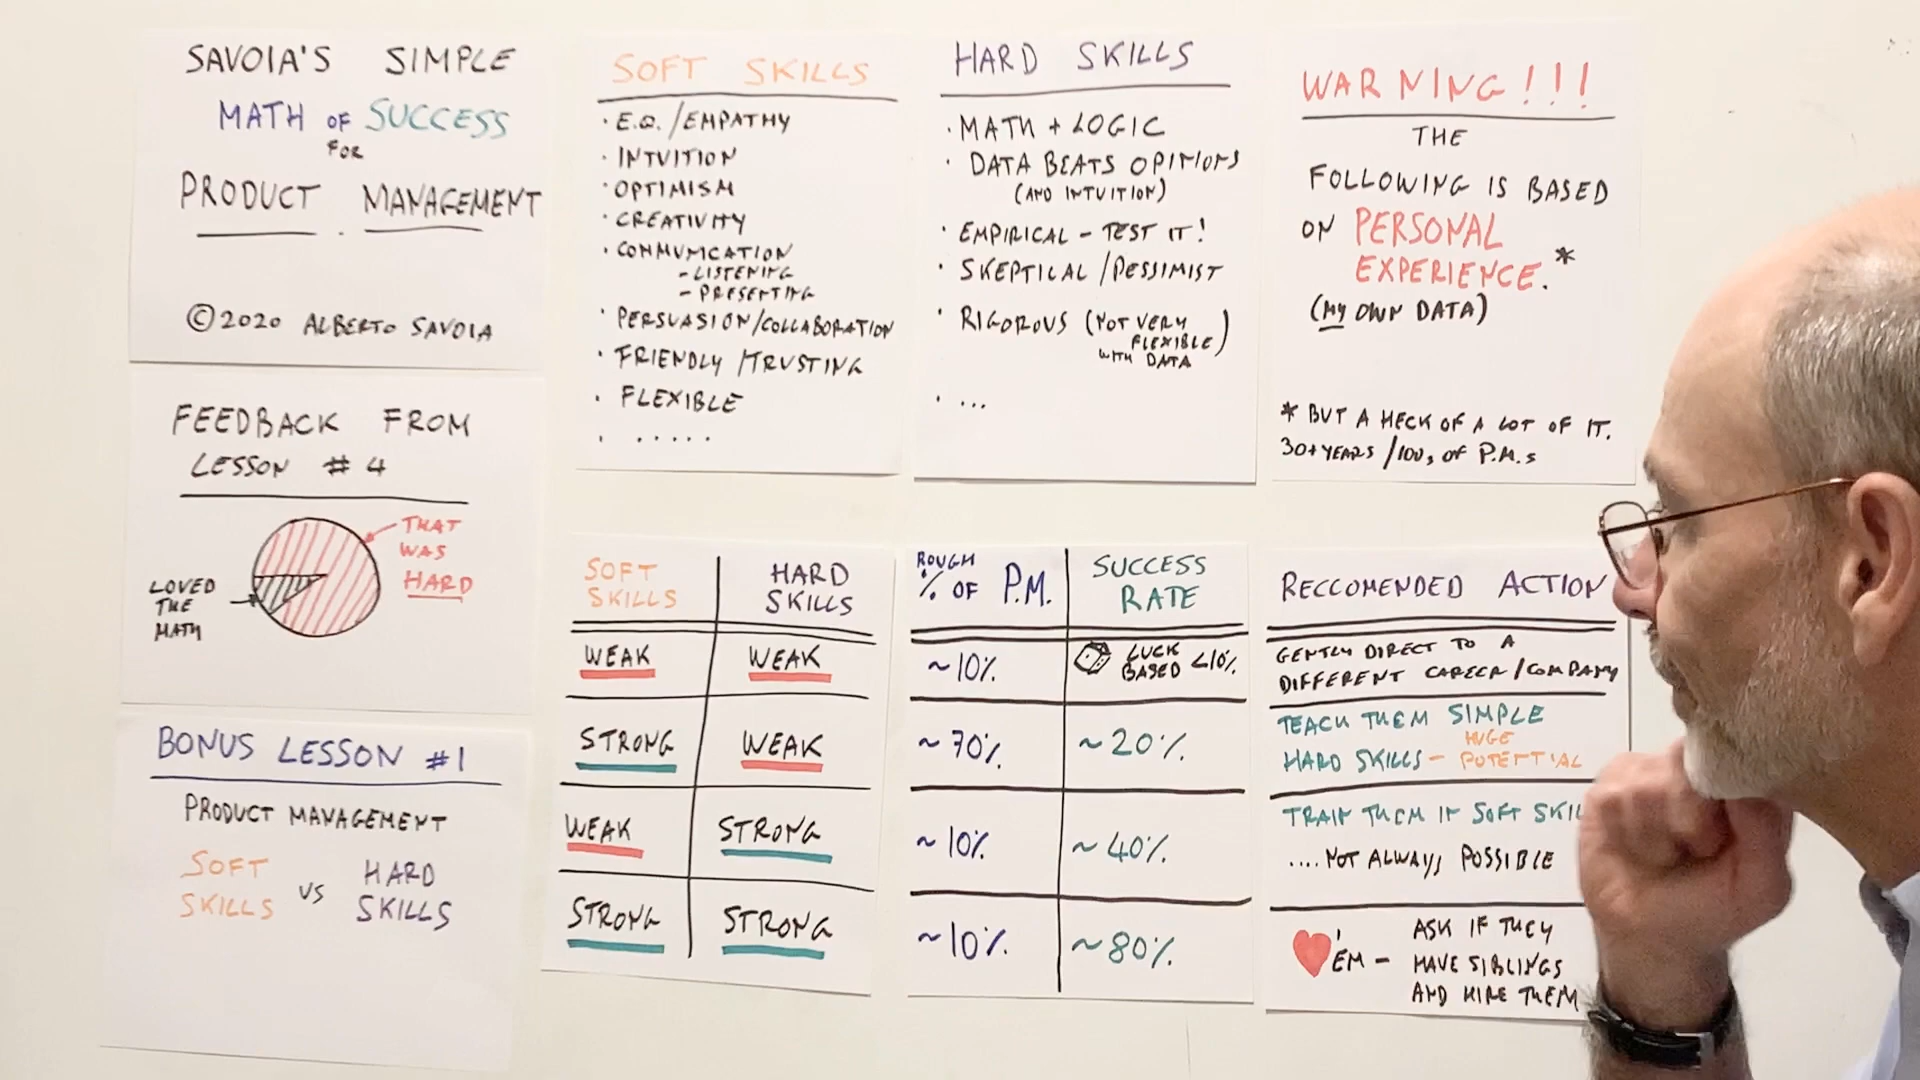 SAVOIA'S SIMPLE
MATH OF SUCCESS
FOR
PRODUCT MANAGEMENT
©2020 ALBERTO SAVOIA
FEEDBACK FROM
LESSON #4
THAT
WAS
HARD
LOVED
THE
MATH
BONUS LESSON #1
PRODUCT MANAGEMENT
SOFT
SKILLS
VS
HARD
SKILLS
SOFT SKILLS
· E.Q./EMPATHY
· INTUITION
· OPTIMISM
· CREATIVITY
· COMMUNICATION
- LISTENING
- PRESENTING
· PERSUASION/COLLABORATION
· FRIENDLY/TRUSTING
· FLEXIBLE
· .....
HARD SKILLS
· MATH + LOGIC
· DATA BEATS OPINIONS
(AND INTUITION)
· EMPIRICAL - TEST IT!
· SKEPTICAL/PESSIMIST
· RIGOROUS (NOT VERY
FLEXIBLE)
WITH DATA
· ...
WARNING!!!
THE
FOLLOWING IS BASED
ON PERSONAL
EXPERIENCE.*
(MY OWN DATA)
* BUT A HECK OF A LOT OF IT.
30+YEARS/100s OF P.M.s
SOFT
SKILLS
HARD
SKILLS
ROUGH
% OF P.M.
SUCCESS
RATE
RECCOMENDED ACTION
WEAK
WEAK
~10%
LUCK
BASED <10%
GENTLY DIRECT TO A
DIFFERENT CAREER/COMPANY
STRONG
WEAK
~70%
~20%
TEACH THEM SIMPLE
HARD SKILLS - HUGE
POTENTIAL
WEAK
STRONG
~10%
~40%
TRAIN THEM IN SOFT SKIL
.... NOT ALWAYS POSSIBLE
STRONG
STRONG
~10%
~80%
'EM - ASK IF THEY
HAVE SIBLINGS
AND HIRE THEM